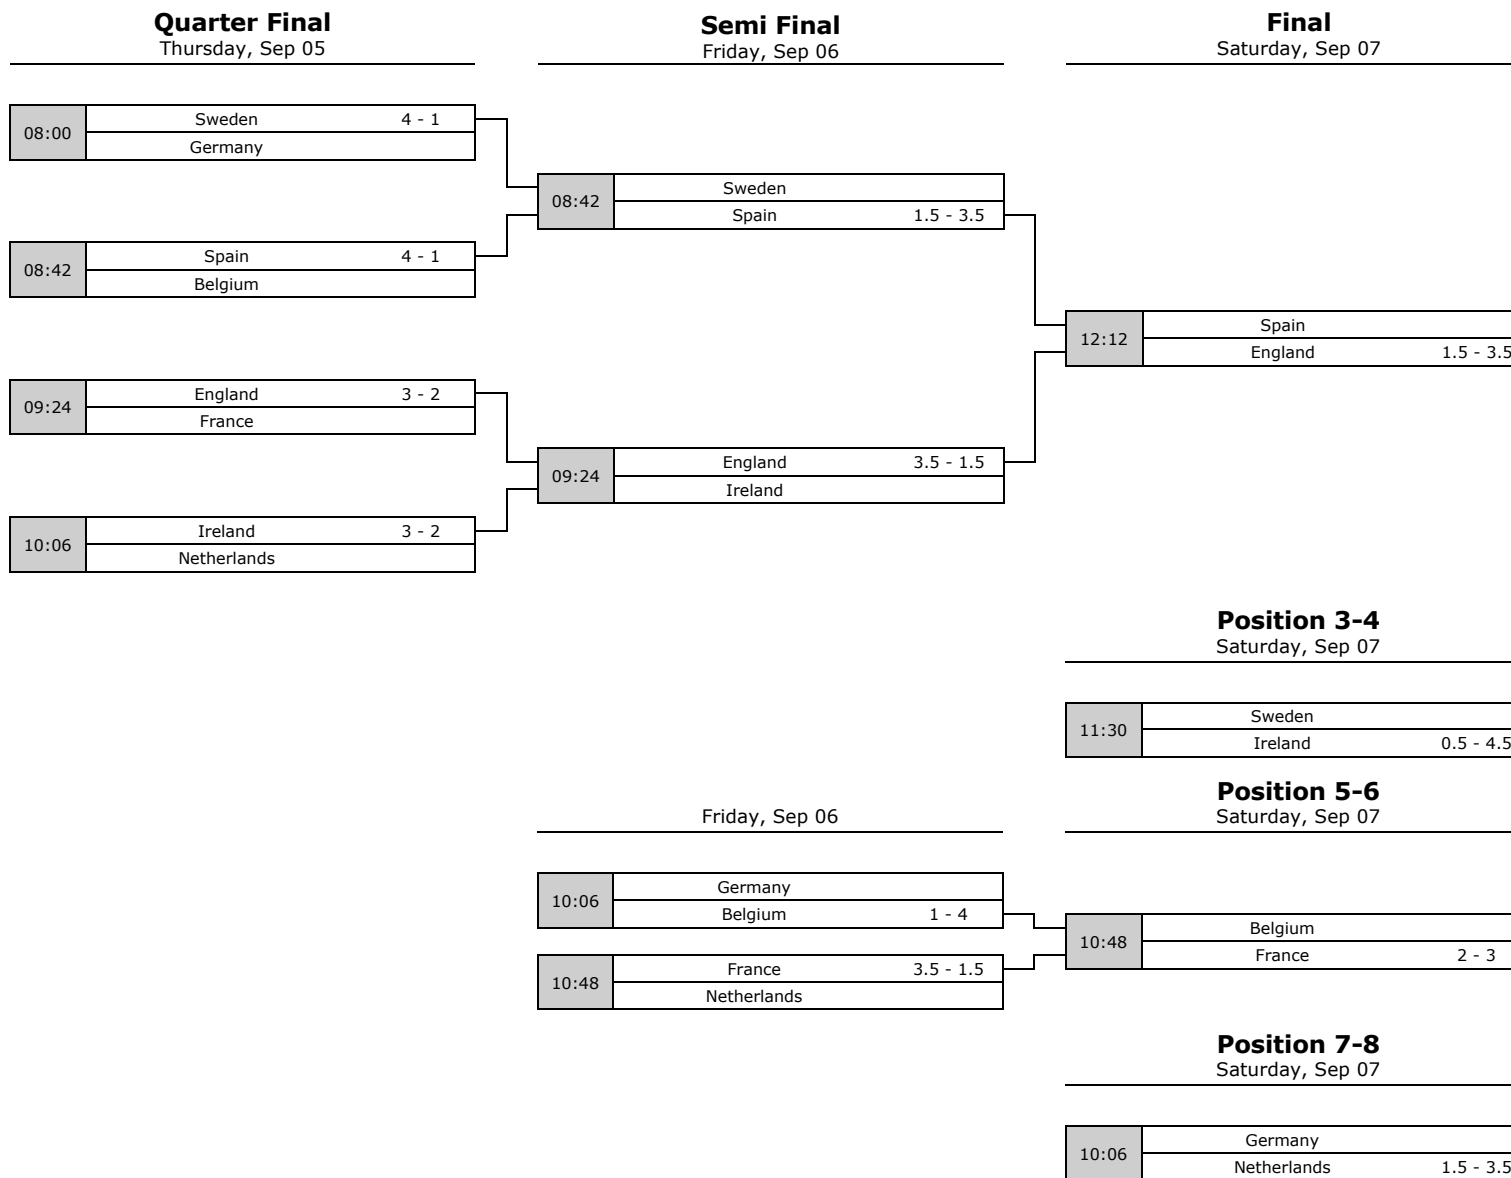 Quarter Final
Thursday, Sep 05
Semi Final
Friday, Sep 06
Final
Saturday, Sep 07
08:00
Sweden 4 - 1
Germany
08:42
Sweden
Spain 1.5 - 3.5
08:42
Spain 4 - 1
Belgium
12:12
Spain
England 1.5 - 3.5
09:24
England 3 - 2
France
09:24
England 3.5 - 1.5
Ireland
10:06
Ireland 3 - 2
Netherlands
Position 3-4
Saturday, Sep 07
11:30
Sweden
Ireland 0.5 - 4.5
Position 5-6
Friday, Sep 06
Saturday, Sep 07
10:06
Germany
Belgium 1 - 4
10:48
Belgium
France 2 - 3
10:48
France 3.5 - 1.5
Netherlands
Position 7-8
Saturday, Sep 07
10:06
Germany
Netherlands 1.5 - 3.5